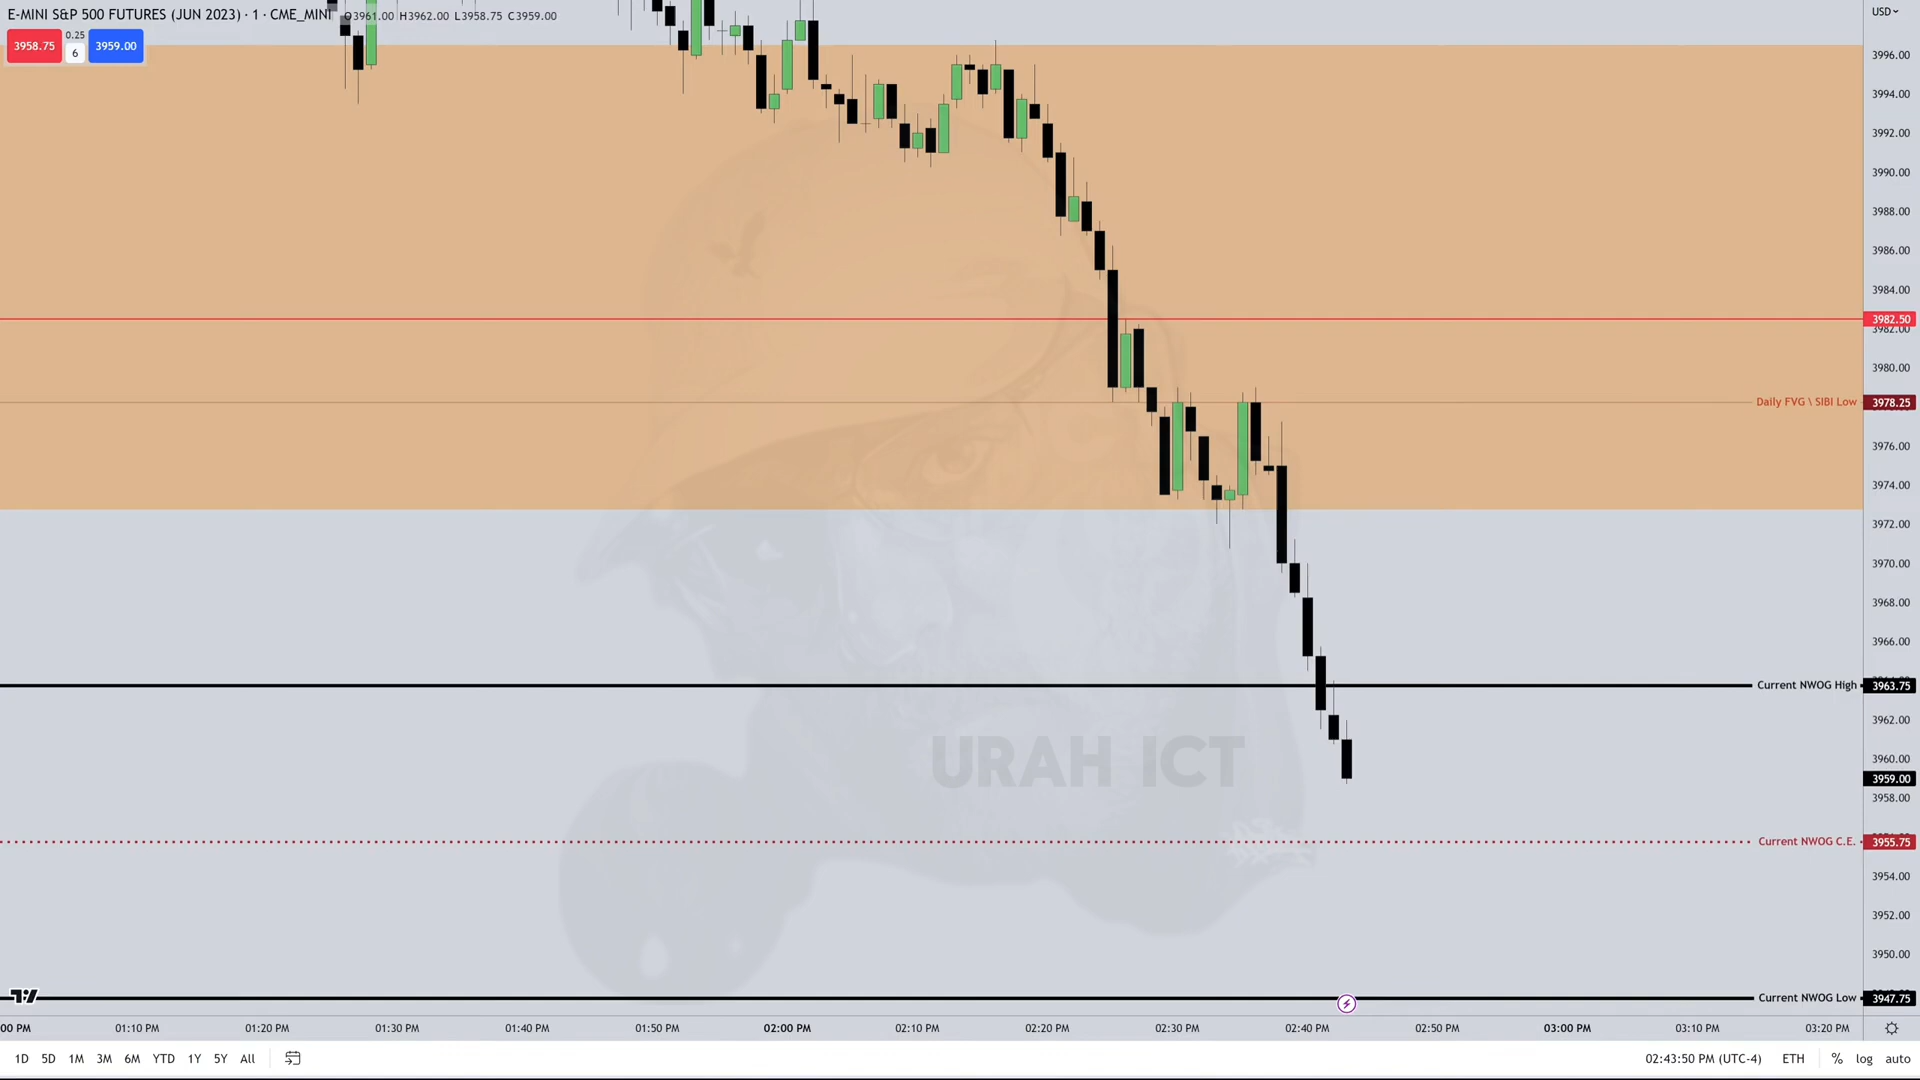 E-MINI S&P 500 FUTURES (JUN 2023) · 1 · CME_MINI O3961.00 H3962.00 L3958.75 C3959.00
USD
3958.75 0.25 6 3959.00
3996.00
3994.00
3992.00
3990.00
3988.00
3986.00
3984.00
3982.50
3982.00
3980.00
Daily FVG \ SIBI Low 3978.25
3976.00
3974.00
3972.00
3970.00
3968.00
3966.00
Current NWOG High 3963.75
3962.00
URAH ICT
3960.00
3959.00
3958.00
Current NWOG C.E. 3955.75
3954.00
3952.00
3950.00
Current NWOG Low 3947.75
00 PM 01:10 PM 01:20 PM 01:30 PM 01:40 PM 01:50 PM 02:00 PM 02:10 PM 02:20 PM 02:30 PM 02:40 PM 02:50 PM 03:00 PM 03:10 PM 03:20 PM
1D 5D 1M 3M 6M YTD 1Y 5Y All 02:43:50 PM (UTC-4) ETH % log auto